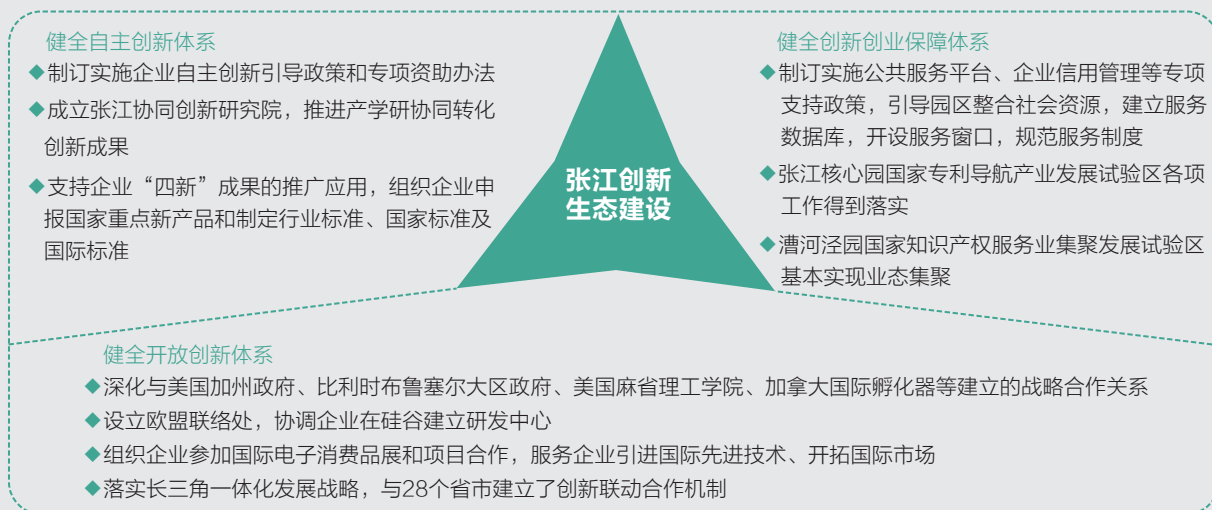 健全自主创新体系
◆制订实施企业自主创新引导政策和专项资助办法
◆成立张江协同创新研究院，推进产学研协同转化
创新成果
◆支持企业“四新”成果的推广应用，组织企业申
报国家重点新产品和制定行业标准、国家标准及
国际标准
张江创新
生态建设
健全创新创业保障体系
◆制订实施公共服务平台、企业信用管理等专项
支持政策，引导园区整合社会资源，建立服务
数据库，开设服务窗口，规范服务制度
◆张江核心园国家专利导航产业发展试验区各项
工作得到落实
◆漕河泾园国家知识产权服务业集聚发展试验区
基本实现业态集聚
健全开放创新体系
◆深化与美国加州政府、比利时布鲁塞尔大区政府、美国麻省理工学院、加拿大国际孵化器等建立的战略合作关系
◆设立欧盟联络处，协调企业在硅谷建立研发中心
◆组织企业参加国际电子消费品展和项目合作，服务企业引进国际先进技术、开拓国际市场
◆落实长三角一体化发展战略，与28个省市建立了创新联动合作机制